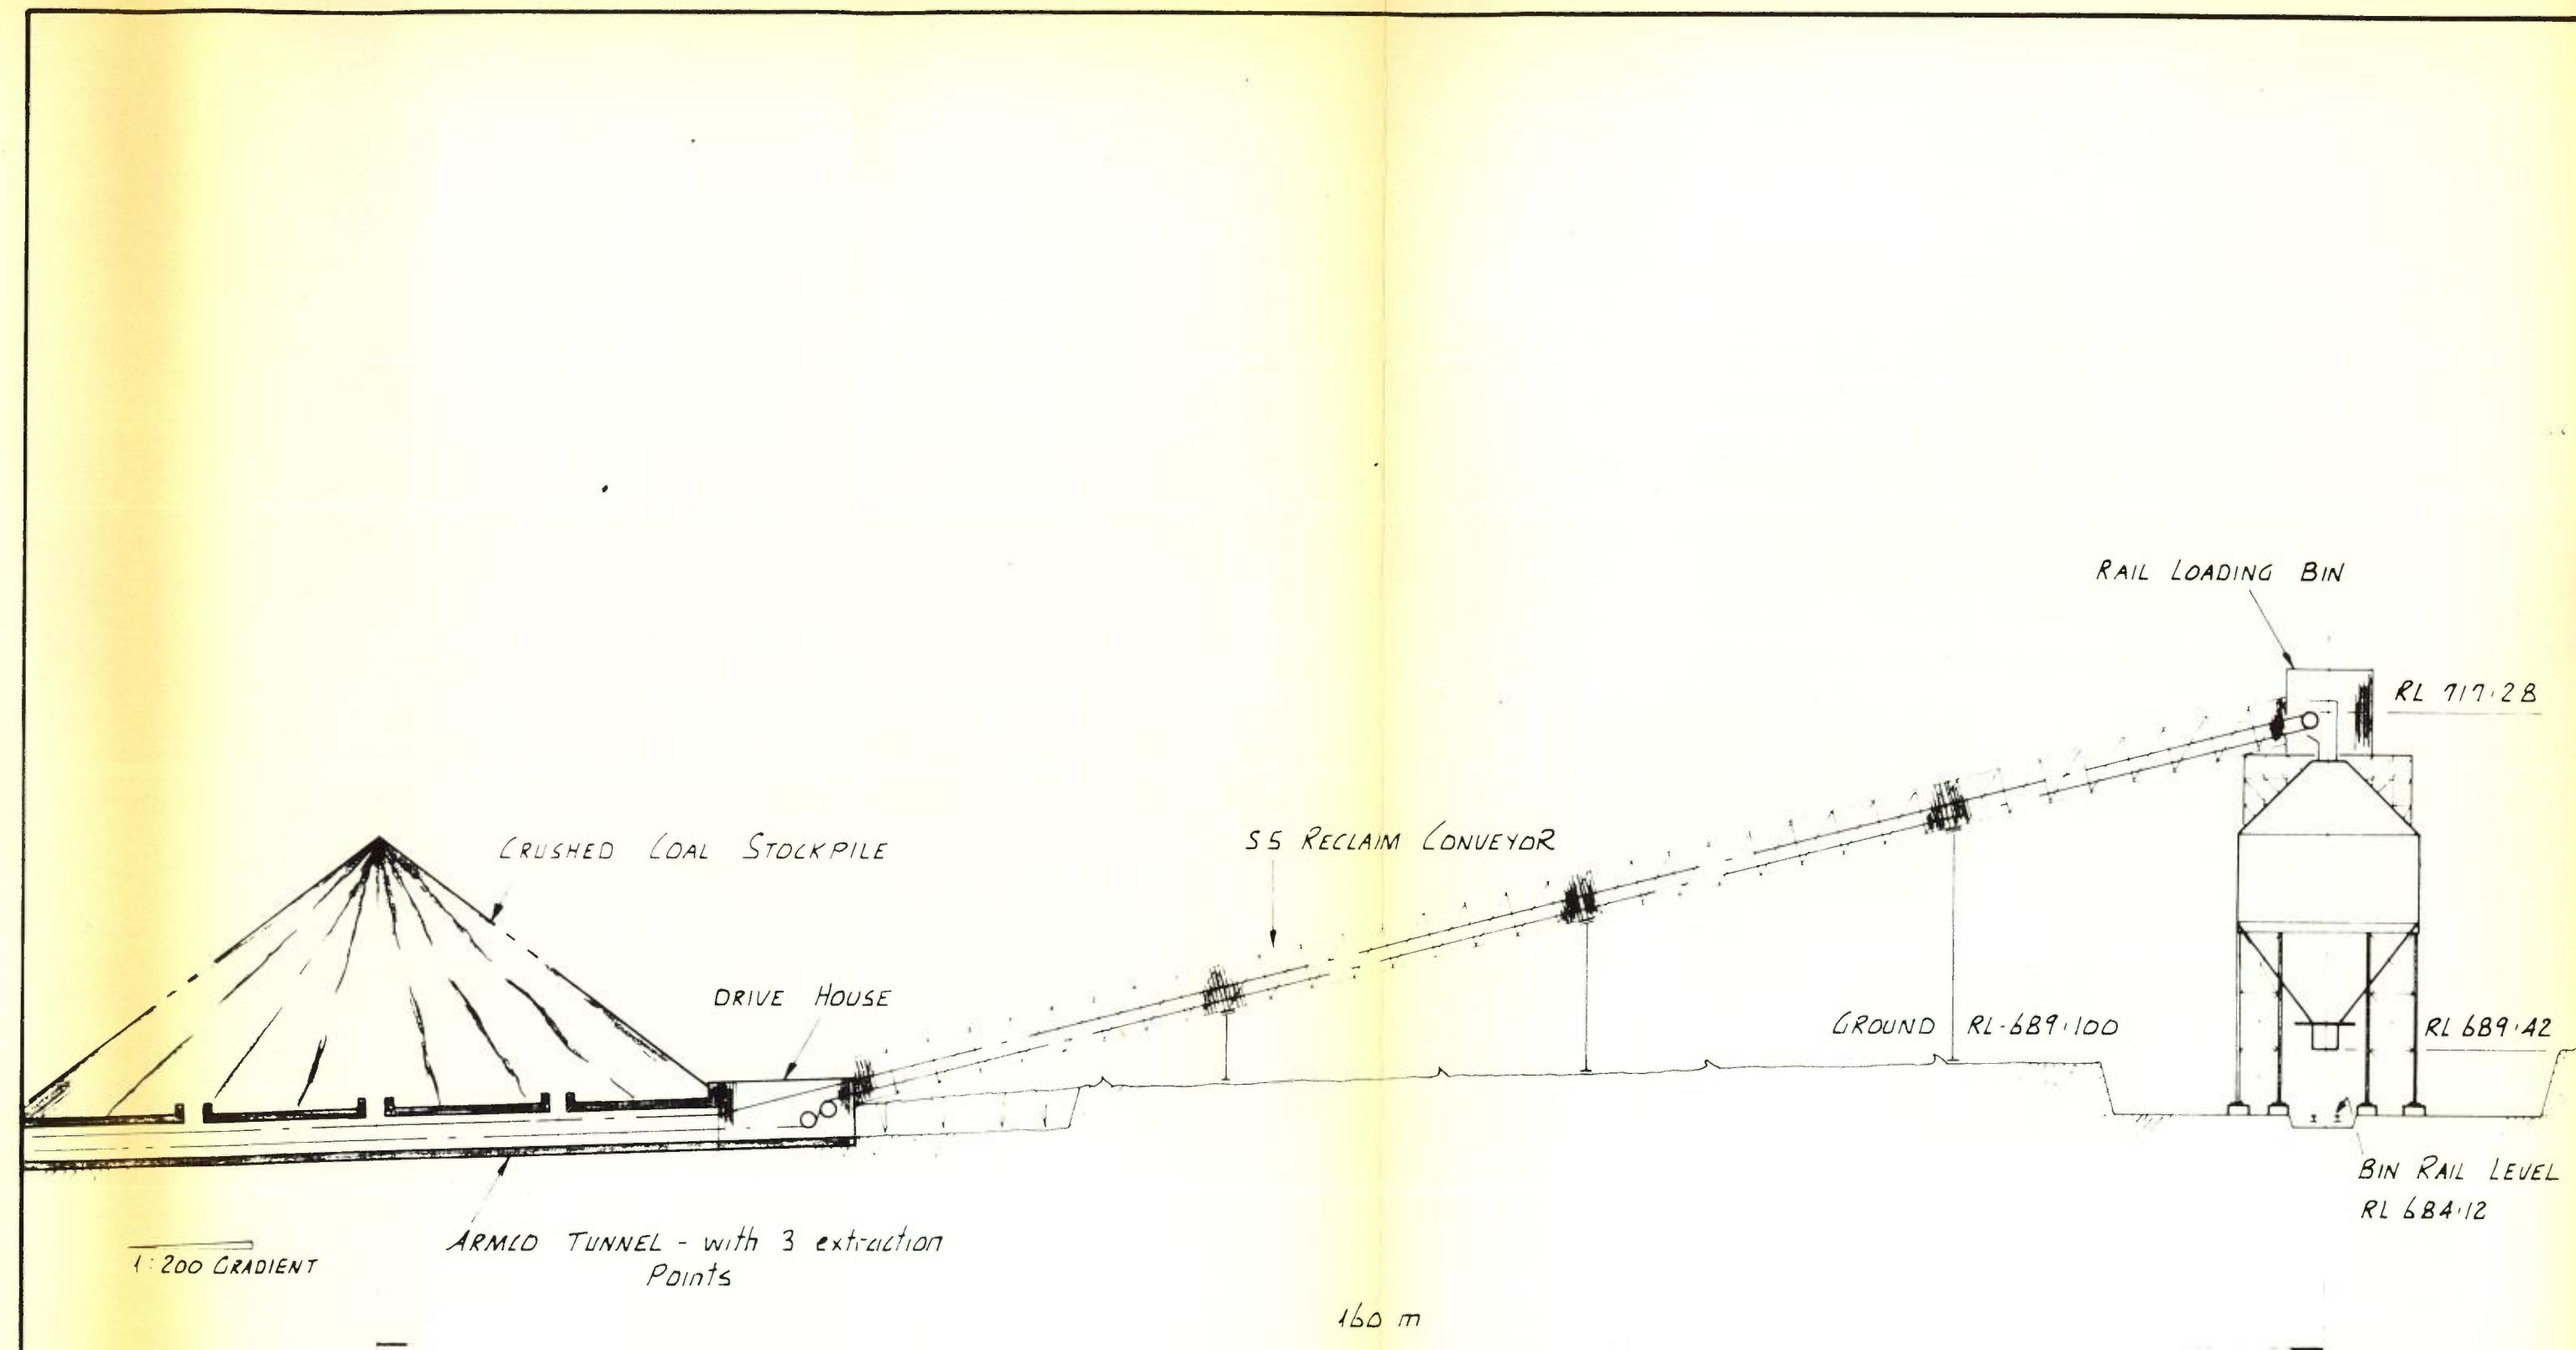 RAIL LOADING BIN
RL 717.28
CRUSHED COAL STOCKPILE
S5 RECLAIM CONVEYOR
DRIVE HOUSE
GROUND RL-689.100
RL 689.42
BIN RAIL LEVEL
RL 684.12
ARMCO TUNNEL - with 3 extraction
Points
1:200 GRADIENT
160 m